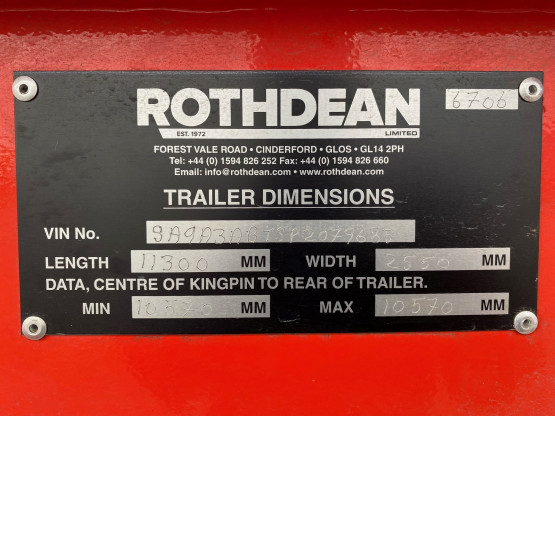 ROTHDEAN 6706
EST. 1972 LIMITED
FOREST VALE ROAD • CINDERFORD • GLOS • GL14 2PH
Tel: +44 (0) 1594 826 252 Fax: +44 (0) 1594 826 660
Email: info@rothdean.com • www.rothdean.com
TRAILER DIMENSIONS
VIN No.
LENGTH 11300 MM WIDTH 2550 MM
DATA, CENTRE OF KINGPIN TO REAR OF TRAILER.
MIN 10570 MM MAX 10570 MM